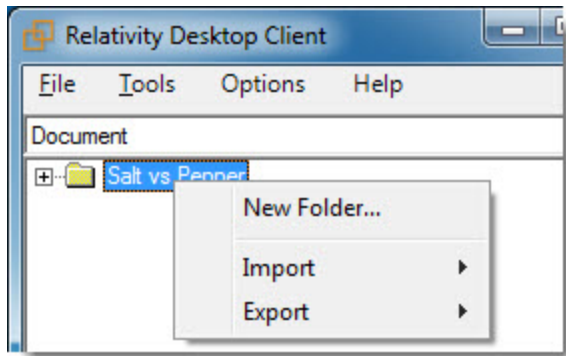 Relativity Desktop Client
File Tools Options Help
Document
Salt vs Pepper
New Folder...
Import
Export